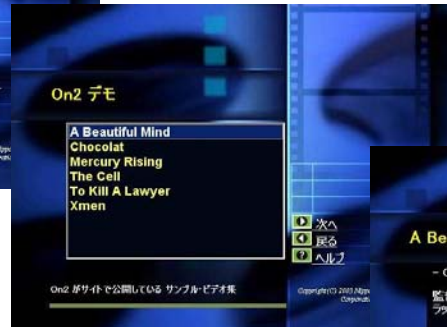 On2 デモ
A Beautiful Mind
Chocolat
Mercury Rising
The Cell
To Kill A Lawyer
Xmen
次へ
戻る
? ヘルプ
On2 がサイトで公開している サンプル・ビデオ集
Copyright (C) 2003
A Be